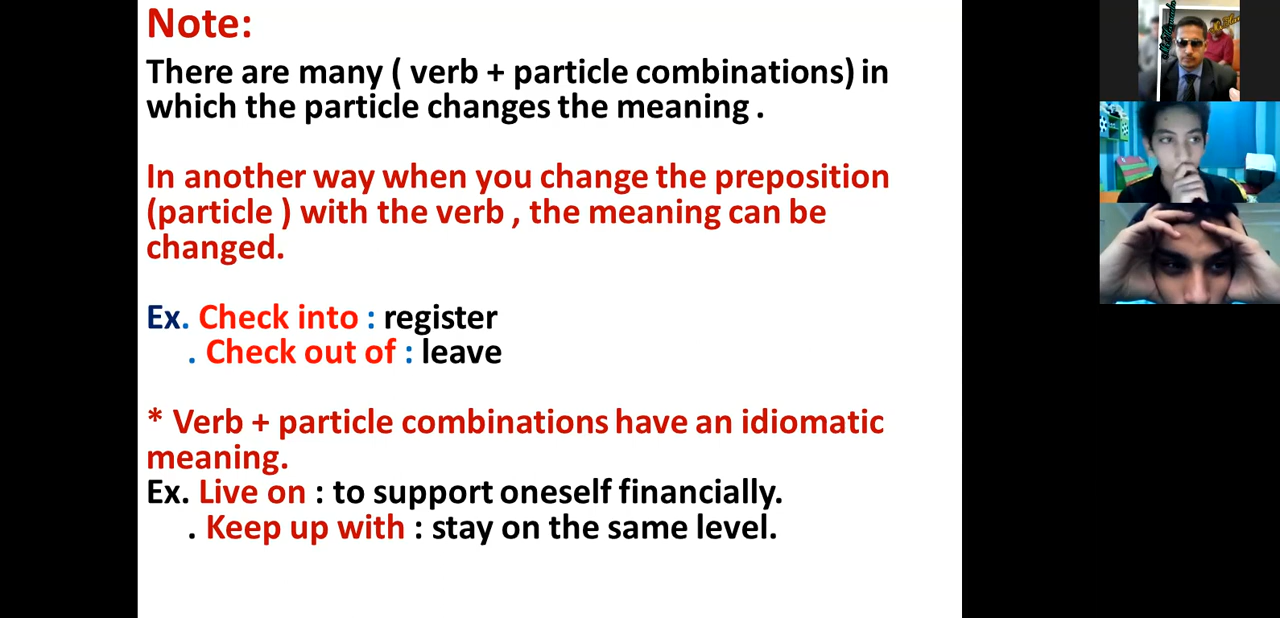 Note:
There are many ( verb + particle combinations) in
which the particle changes the meaning .
In another way when you change the preposition
(particle ) with the verb , the meaning can be
changed.
Ex. Check into : register
. Check out of : leave
* Verb + particle combinations have an idiomatic
meaning.
Ex. Live on : to support oneself financially.
. Keep up with : stay on the same level.